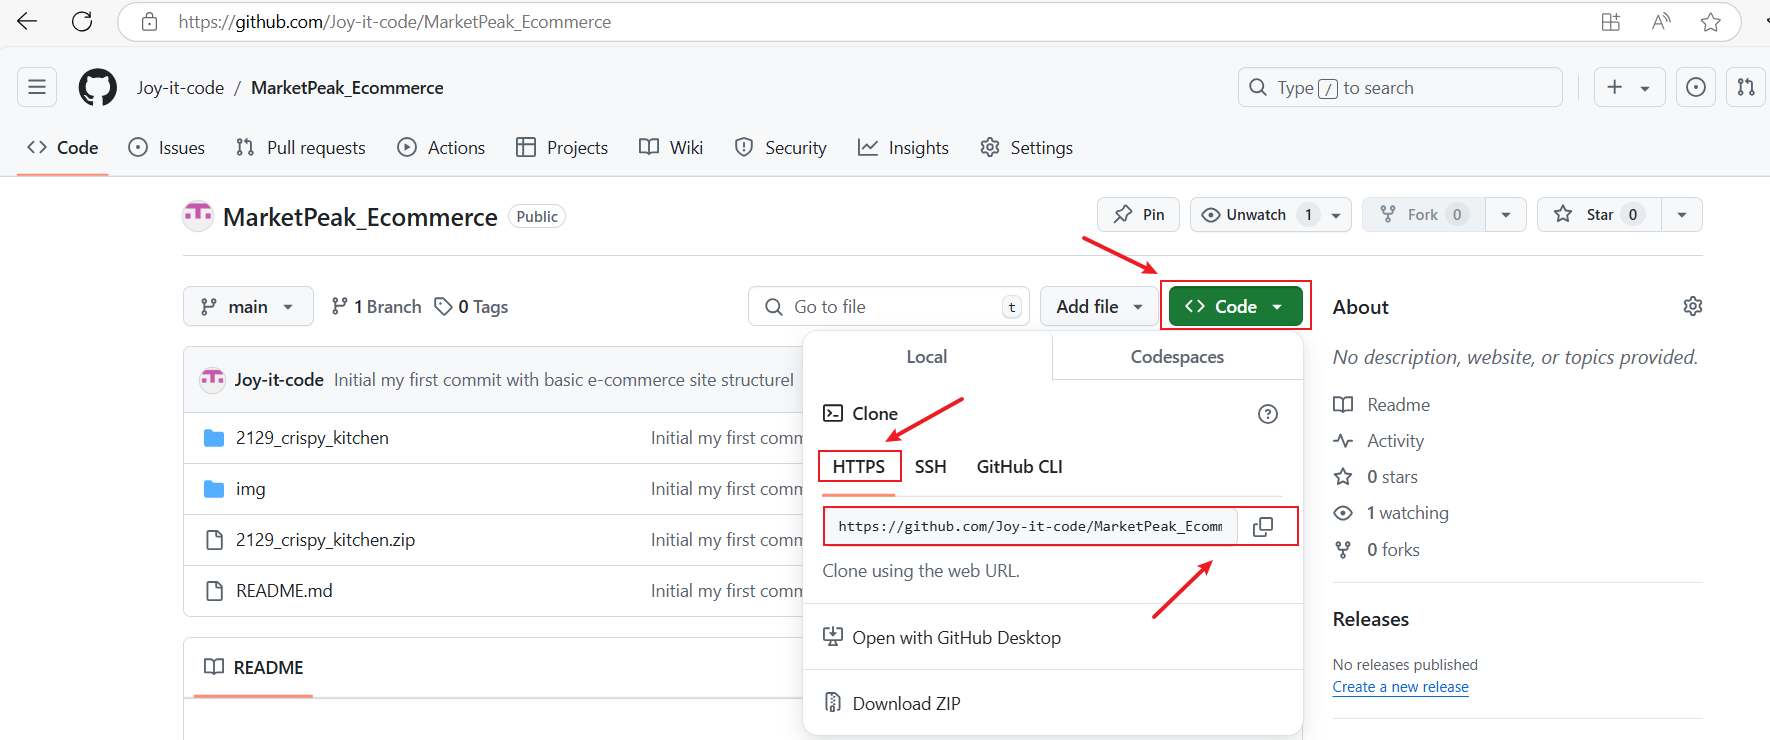 https://github.com/Joy-it-code/MarketPeak_Ecommerce
Joy-it-code / MarketPeak_Ecommerce
Type / to search
Code Issues Pull requests Actions Projects Wiki Security Insights Settings
MarketPeak_Ecommerce Public
Pin Unwatch 1 Fork 0 Star 0
main 1 Branch 0 Tags
Go to file t Add file Code
About
Local Codespaces
No description, website, or topics provided.
Joy-it-code Initial my first commit with basic e-commerce site structurel
Readme
Clone
2129_crispy_kitchen Initial my first comm
Activity
HTTPS SSH GitHub CLI
0 stars
img Initial my first comm
1 watching
https://github.com/Joy-it-code/MarketPeak_Ecomm
2129_crispy_kitchen.zip Initial my first comm
0 forks
Clone using the web URL.
README.md Initial my first comm
Releases
Open with GitHub Desktop
README
No releases published
Create a new release
Download ZIP